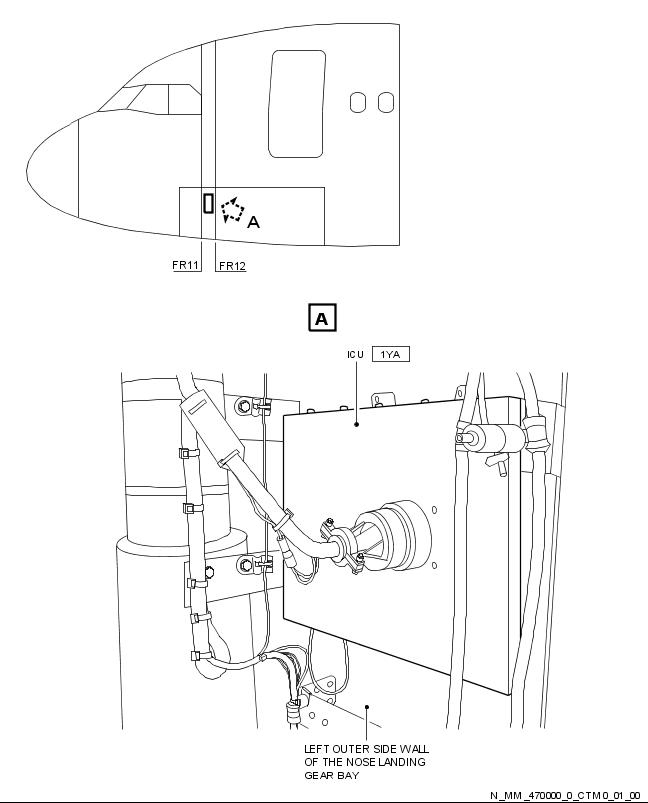 A
FR11 FR12
A
ICU 1YA
LEFT OUTER SIDE WALL
OF THE NOSE LANDING
GEAR BAY
N_MM_470000_0_CTM0_01_00